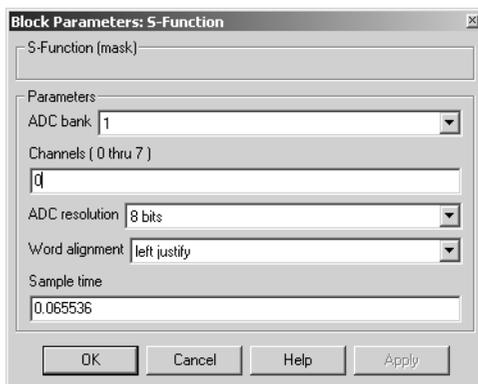 Block Parameters: S-Function
S-Function (mask)
Parameters
ADC bank 1
Channels ( 0 thru 7 )
0
ADC resolution 8 bits
Word alignment left justify
Sample time
0.065536
OK Cancel Help Apply